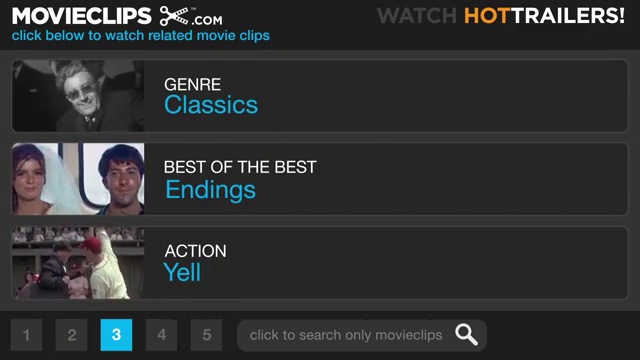 MOVIECLIPS.COM™
WATCH HOTTRAILERS!
click below to watch related movie clips
GENRE
Classics
BEST OF THE BEST
Endings
ACTION
Yell
1 2 3 4 5 click to search only movieclips